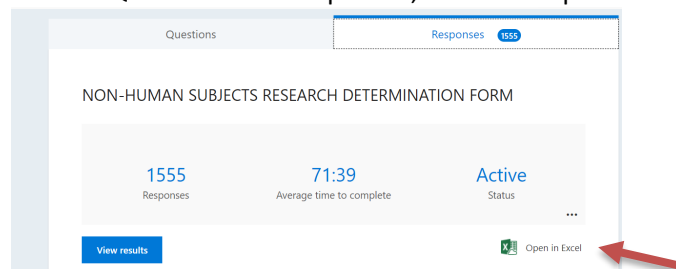 Questions
Responses 1555
NON-HUMAN SUBJECTS RESEARCH DETERMINATION FORM
1555
Responses
71:39
Average time to complete
Active
Status
...
View results
Open in Excel